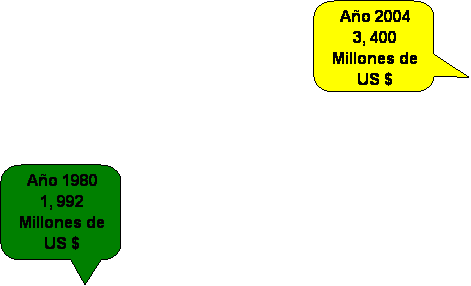 Año 2004
3, 400
Millones de
US $
Año 1980
1, 992
Millones de
US $